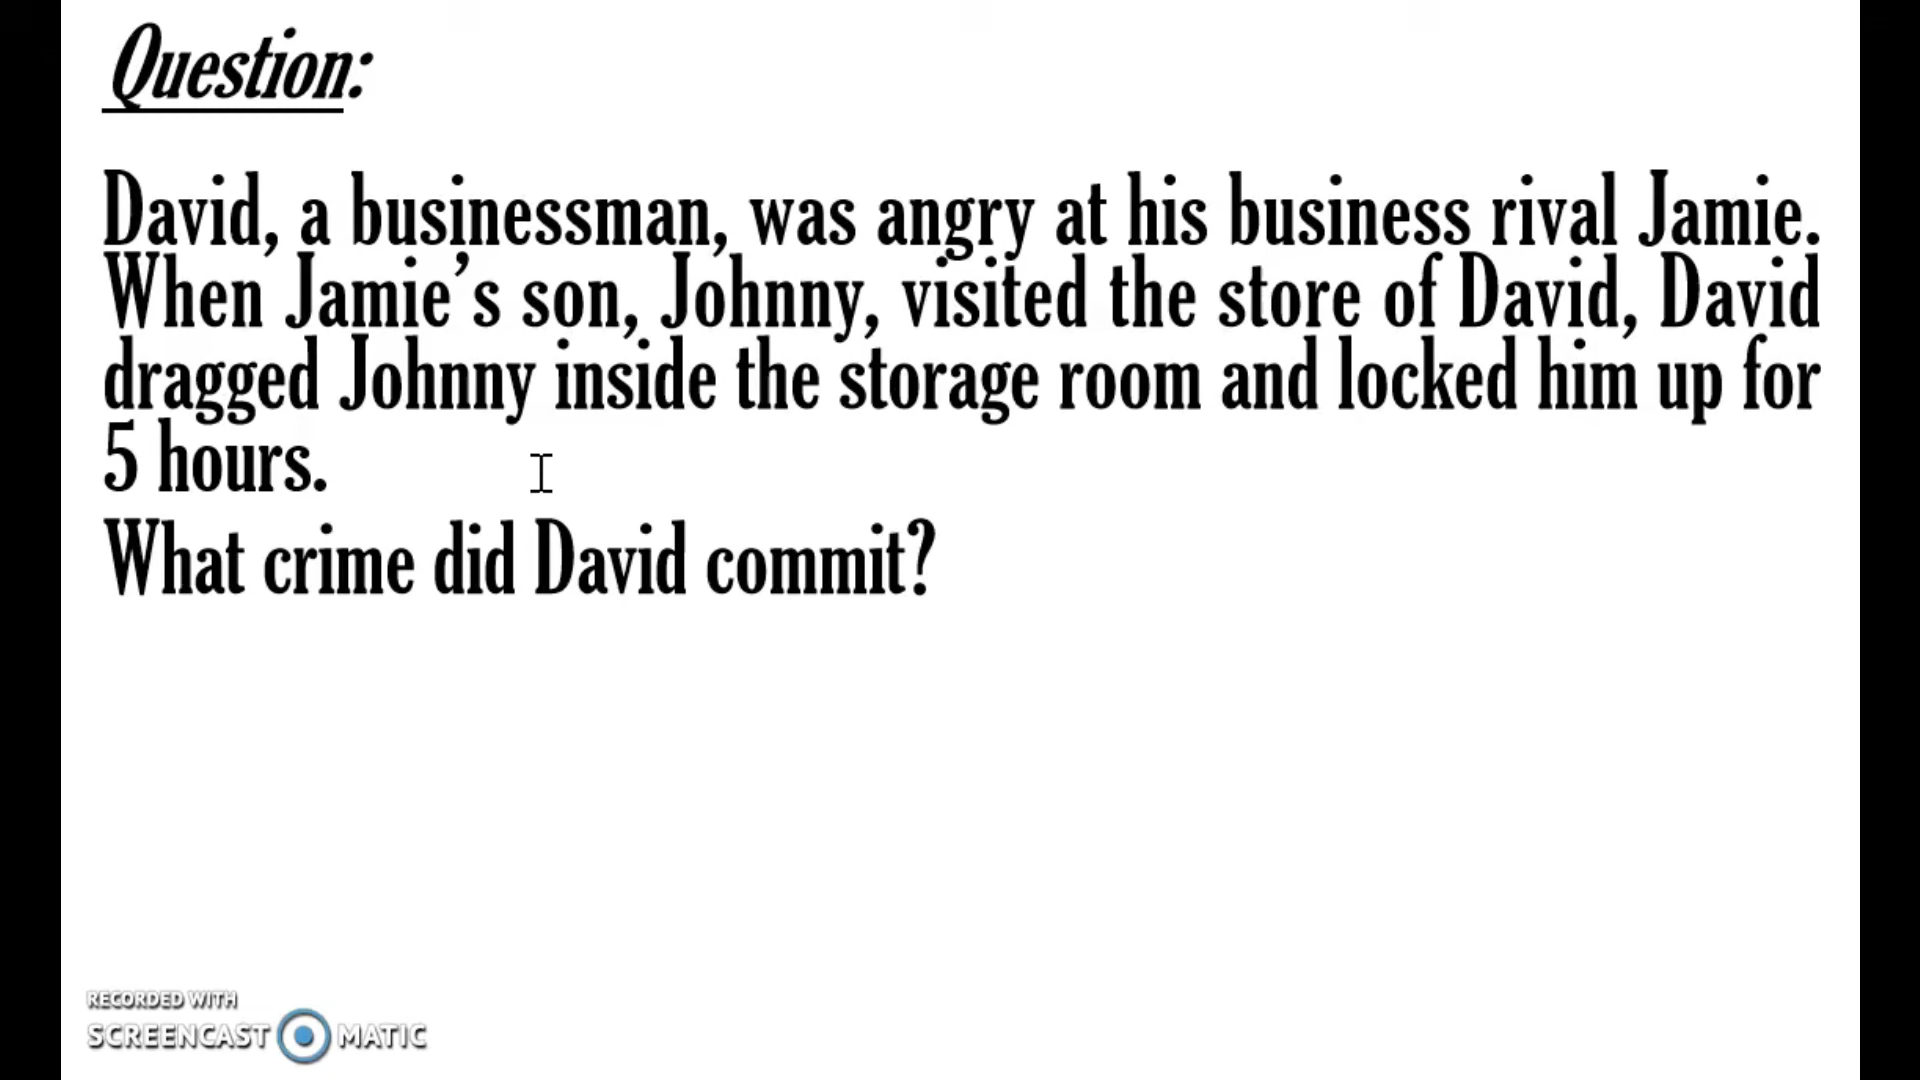 Question:
David, a businessman, was angry at his business rival Jamie.
When Jamie’s son, Johnny, visited the store of David, David
dragged Johnny inside the storage room and locked him up for
5 hours.
What crime did David commit?
RECORDED WITH
SCREENCAST MATIC